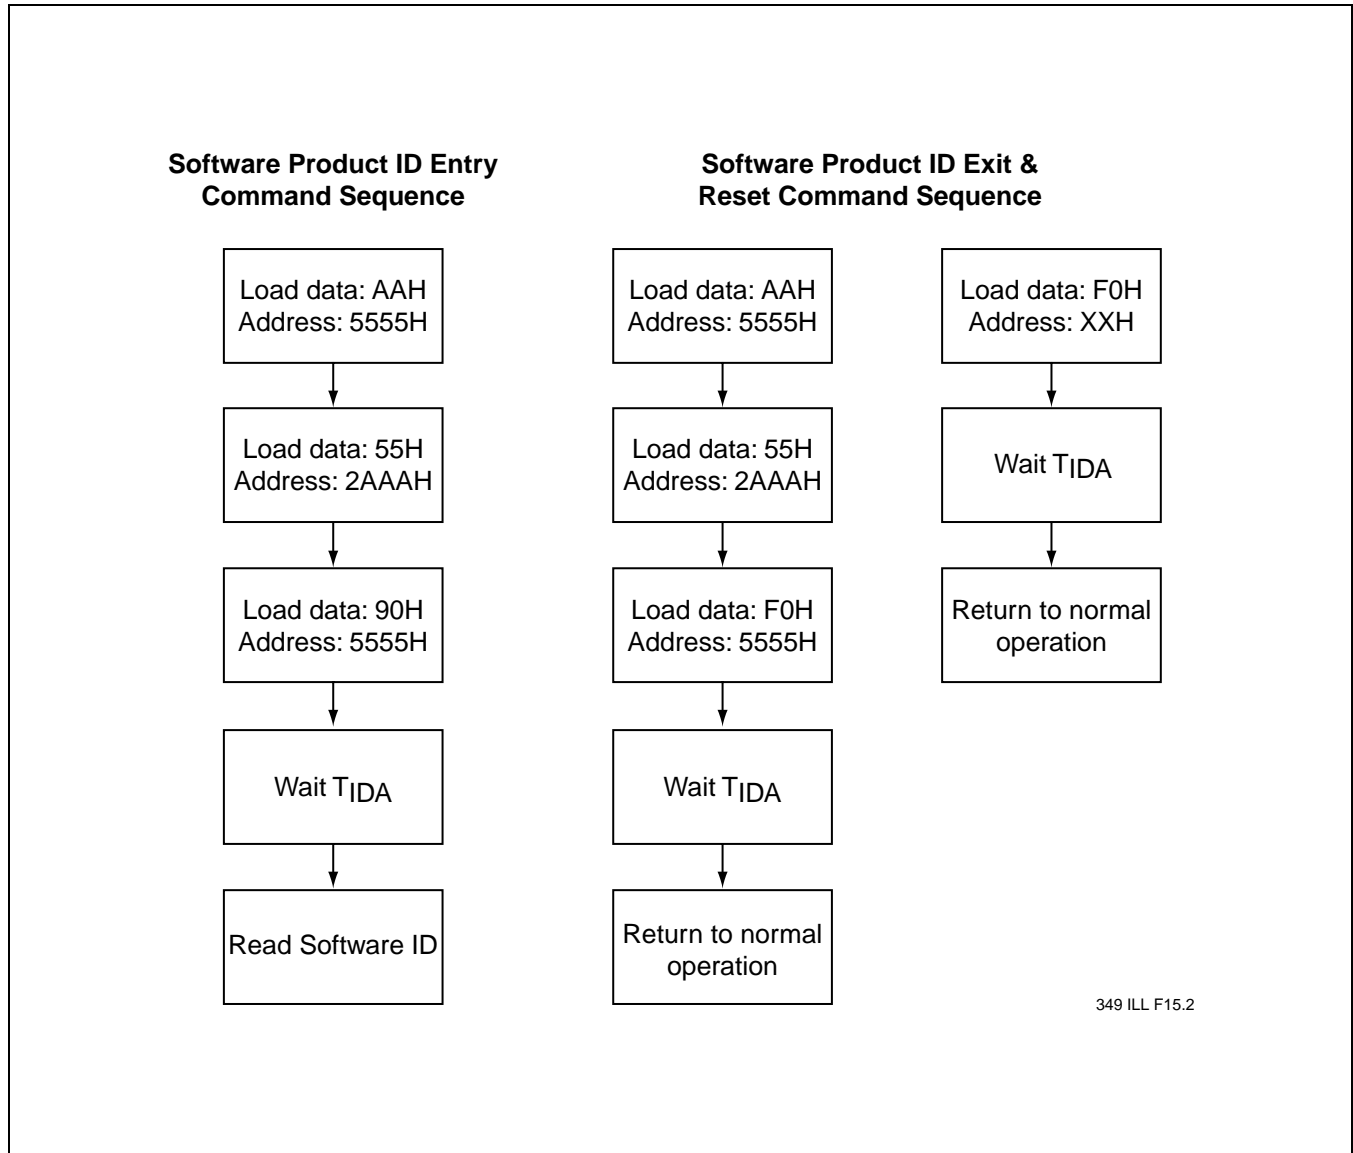 Software Product ID Entry
Command Sequence
Load data: AAH
Address: 5555H
Load data: 55H
Address: 2AAAH
Load data: 90H
Address: 5555H
Wait TIDA
Read Software ID
Software Product ID Exit &
Reset Command Sequence
Load data: AAH
Address: 5555H
Load data: 55H
Address: 2AAAH
Load data: F0H
Address: 5555H
Wait TIDA
Return to normal
operation
Load data: F0H
Address: XXH
Wait TIDA
Return to normal
operation
349 ILL F15.2